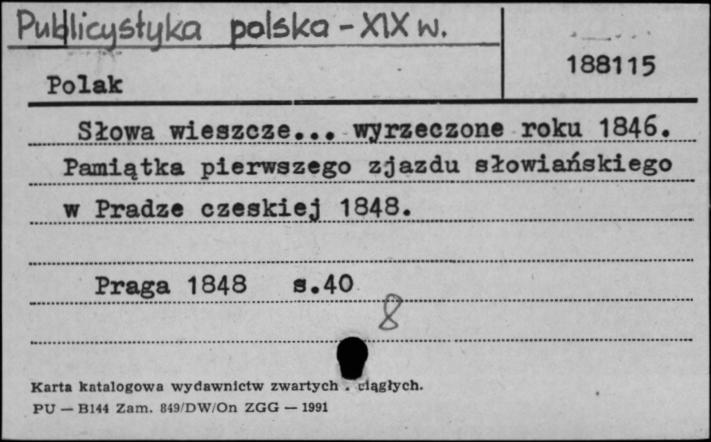 Publicystyka polska - XIX w.
188115
Polak
Słowa wieszcze... wyrzeczone roku 1846.
Pamiątka pierwszego zjazdu słowiańskiego
w Pradze czeskiej 1848.
Praga 1848 s.40
8
Karta katalogowa wydawnictw zwartych . ciągłych.
PU — B144 Zam. 849/DW/On ZGG — 1991